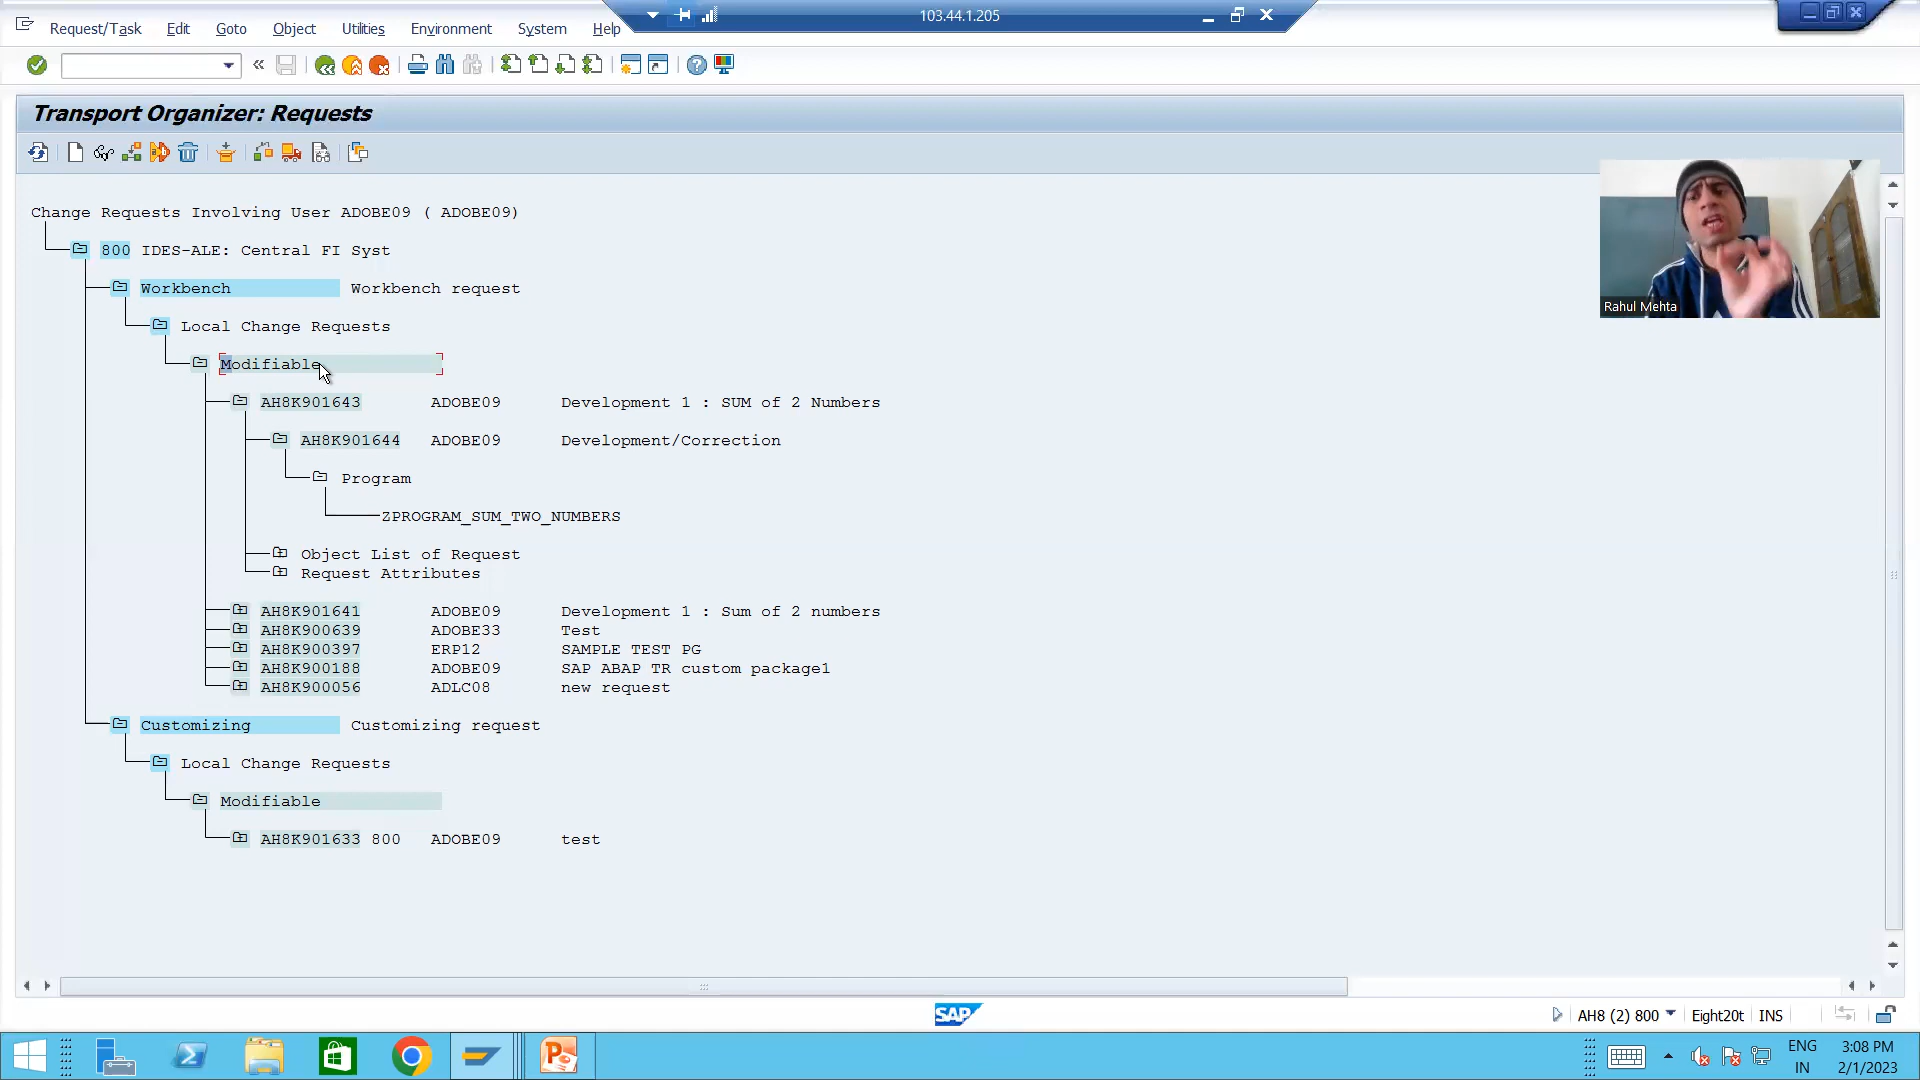 103.44.1.205
Request/Task Edit Goto Object Utilities Environment System Help
Transport Organizer: Requests
Change Requests Involving User ADOBE09 ( ADOBE09)
800 IDES-ALE: Central FI Syst
Workbench Workbench request
Local Change Requests
Modifiable
AH8K901643 ADOBE09 Development 1 : SUM of 2 Numbers
AH8K901644 ADOBE09 Development/Correction
Program
ZPROGRAM_SUM_TWO_NUMBERS
Object List of Request
Request Attributes
AH8K901641 ADOBE09 Development 1 : Sum of 2 numbers
AH8K900639 ADOBE33 Test
AH8K900397 ERP12 SAMPLE TEST PG
AH8K900188 ADOBE09 SAP ABAP TR custom package1
AH8K900056 ADLC08 new request
Customizing Customizing request
Local Change Requests
Modifiable
AH8K901633 800 ADOBE09 test
Rahul Mehta
SAP
AH8 (2) 800 Eight20t INS
ENG 3:08 PM
IN 2/1/2023